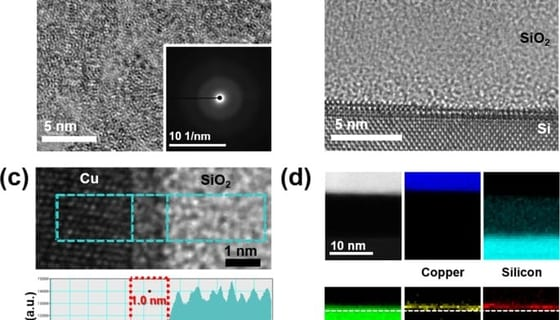 5 nm
10 1/nm
SiO2
Si
5 nm
(c)
Cu
SiO2
1 nm
(d)
10 nm
Copper
Silicon
1.0 nm
(a.u.)